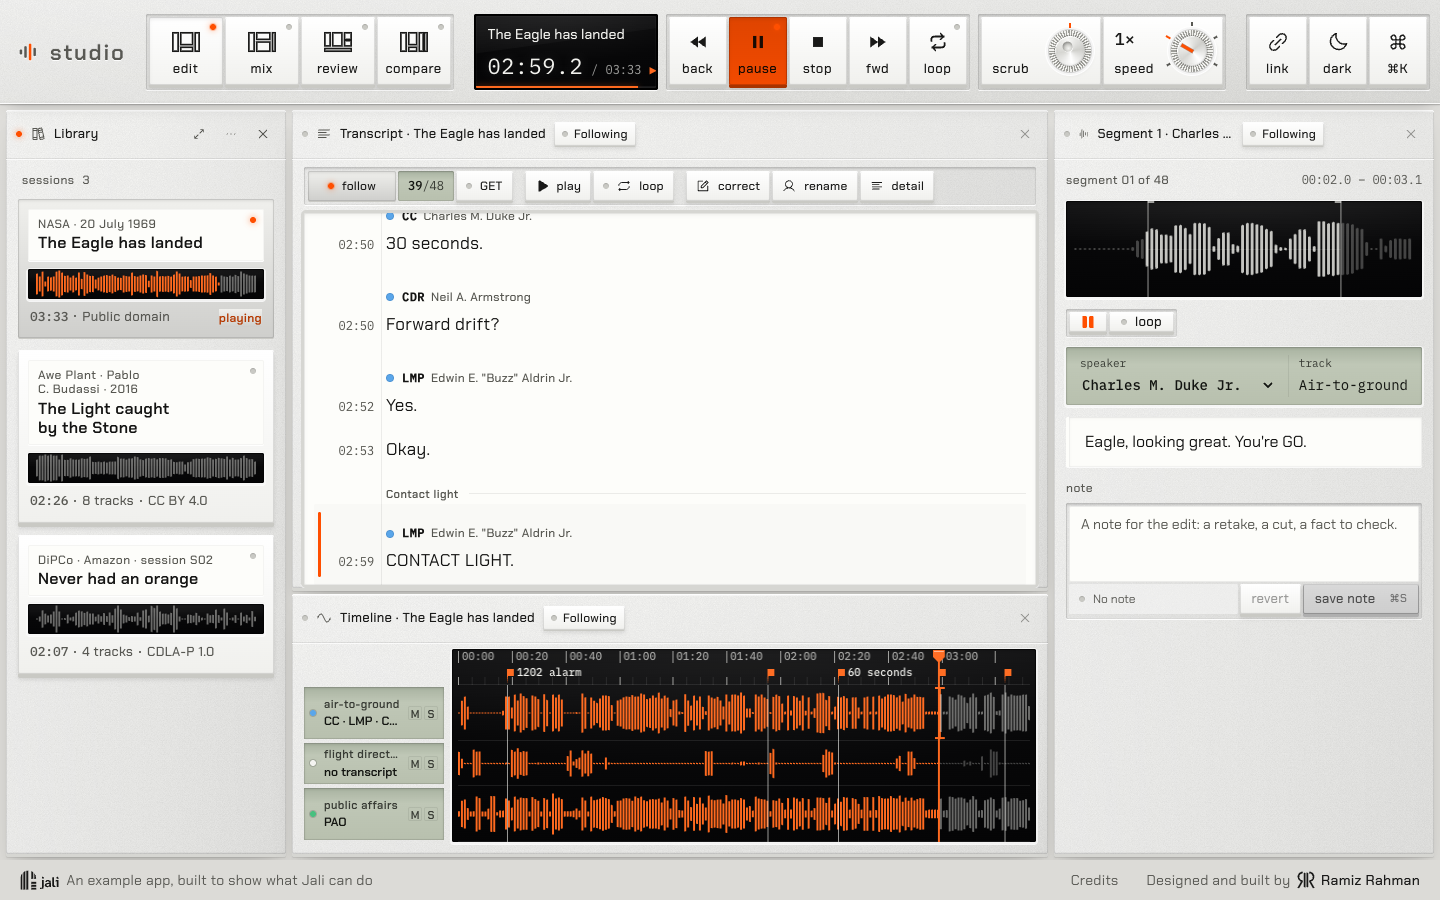 studio
edit
mix
review
compare
The Eagle has landed
02:59.2 / 03:33
back
pause
stop
fwd
loop
scrub
1×
speed
link
dark
⌘K
Library
sessions 3
NASA · 20 July 1969
The Eagle has landed
03:33 · Public domain
playing
Awe Plant · Pablo
C. Budassi · 2016
The Light caught
by the Stone
02:26 · 8 tracks · CC BY 4.0
DiPCo · Amazon · session S02
Never had an orange
02:07 · 4 tracks · CDLA-P 1.0
Transcript · The Eagle has landed
Following
follow
39/48
GET
play
loop
correct
rename
detail
CC Charles M. Duke Jr.
02:50 30 seconds.
CDR Neil A. Armstrong
02:50 Forward drift?
LMP Edwin E. "Buzz" Aldrin Jr.
02:52 Yes.
02:53 Okay.
Contact light
LMP Edwin E. "Buzz" Aldrin Jr.
02:59 CONTACT LIGHT.
Timeline · The Eagle has landed
Following
00:00 00:20 00:40 01:00 01:20 01:40 02:00 02:20 02:40 03:00
1202 alarm
60 seconds
air-to-ground
CC · LMP · C...
M S
flight direct...
no transcript
M S
public affairs
PAO
M S
Segment 1 · Charles ...
Following
segment 01 of 48
00:02.0 – 00:03.1
loop
speaker
Charles M. Duke Jr.
track
Air-to-ground
Eagle, looking great. You're GO.
note
A note for the edit: a retake, a cut, a fact to check.
No note
revert
save note ⌘S
jali An example app, built to show what Jali can do
Credits
Designed and built by Ramiz Rahman